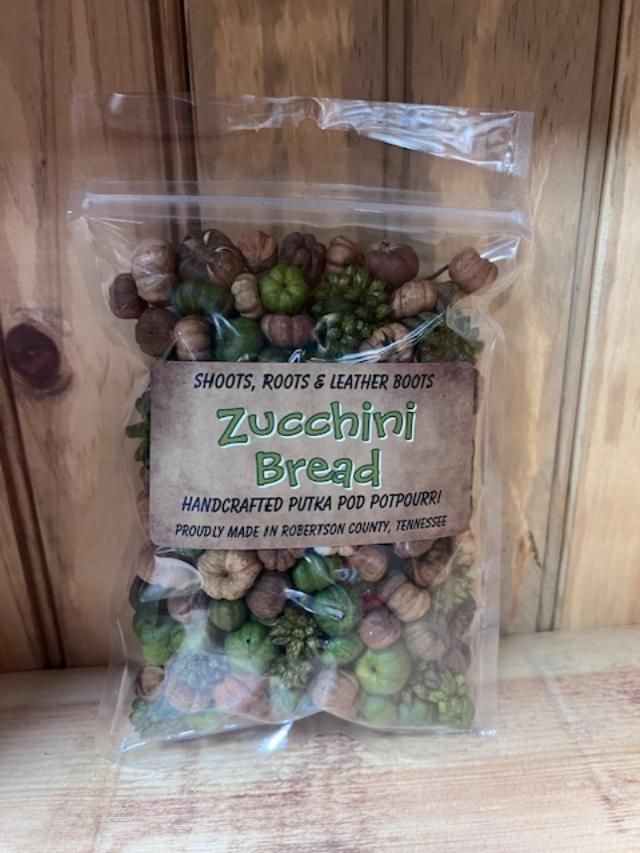 SHOOTS, ROOTS & LEATHER BOOTS
Zucchini
Bread
HANDCRAFTED PUTKA POD POTPOURRI
PROUDLY MADE IN ROBERTSON COUNTY, TENNESSEE